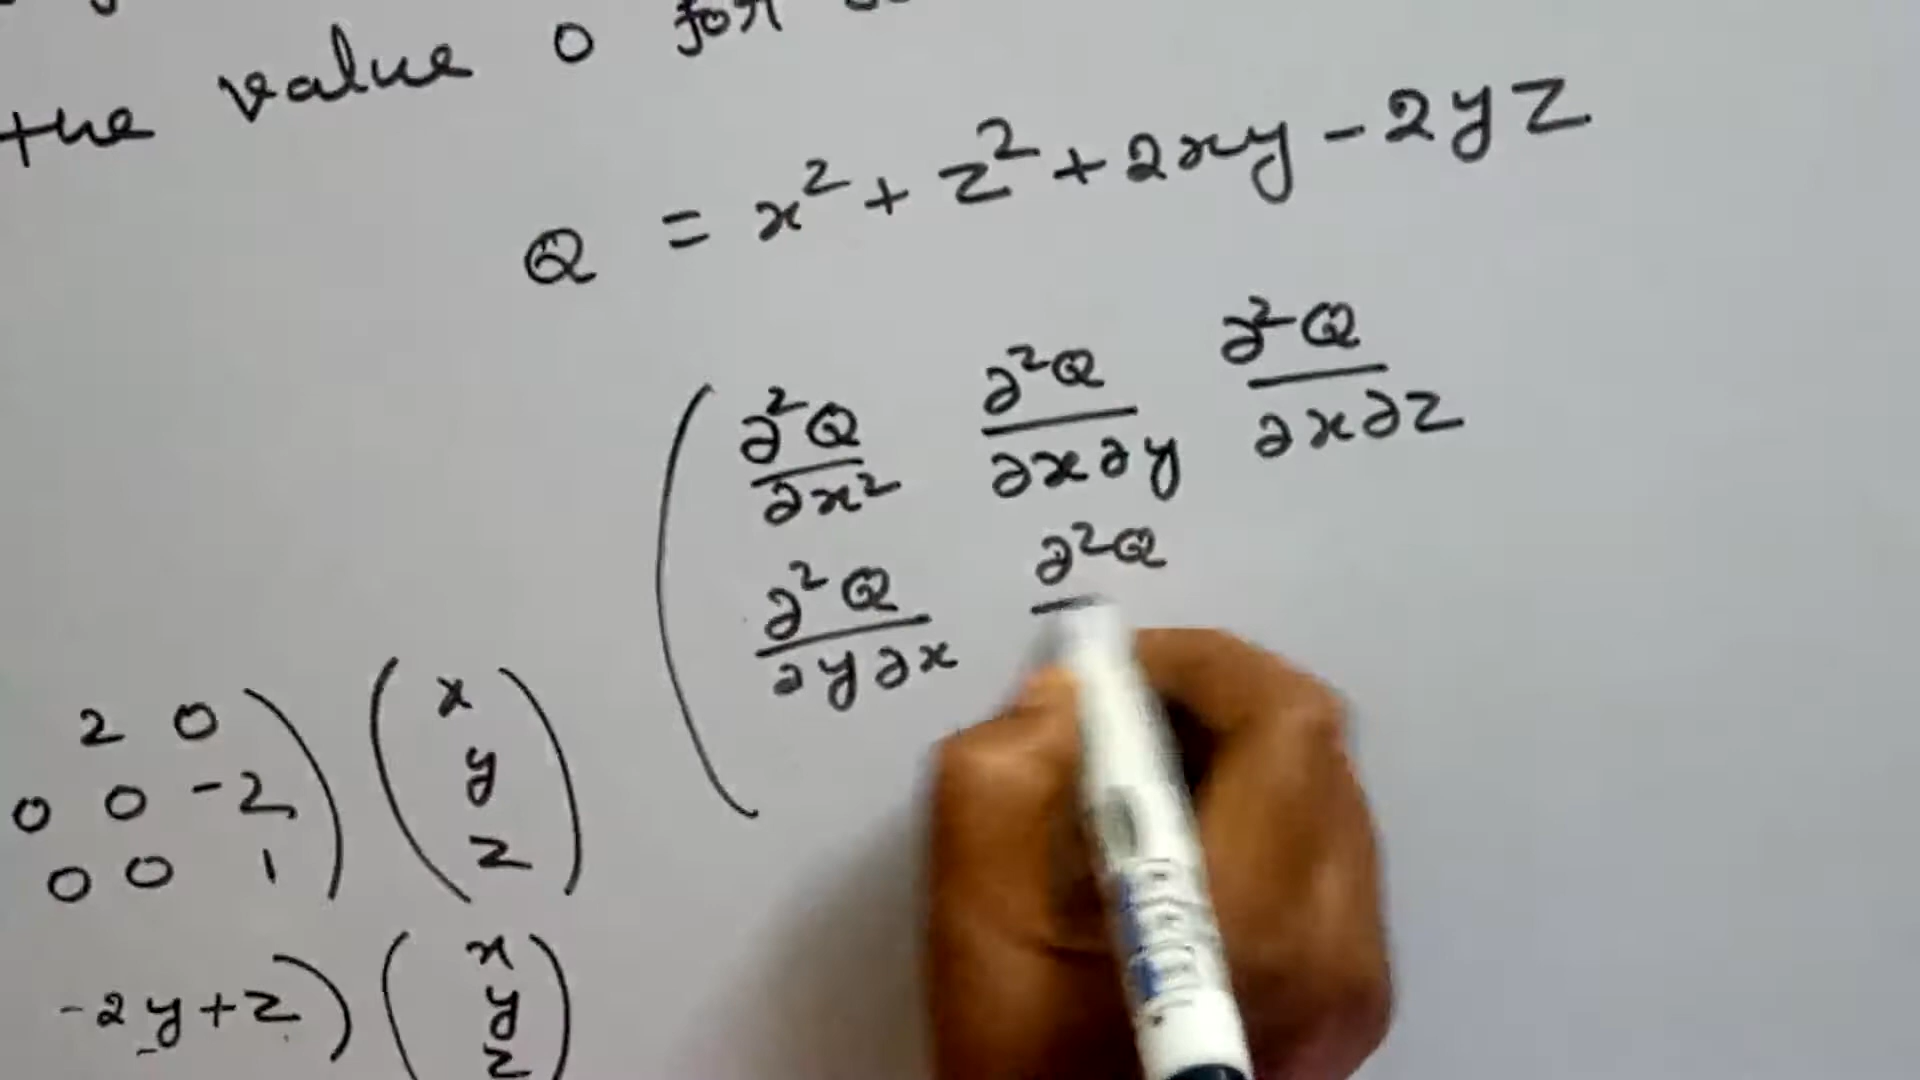 the value 0 for
Q = x² + z² + 2xy - 2yz
∂²Q/∂x² ∂²Q/∂x∂y ∂²Q/∂x∂z
∂²Q/∂y∂x ∂²Q
2 0) (x
0 0 -2 y
0 0 1) z)
-2y+z) (x
y
z)